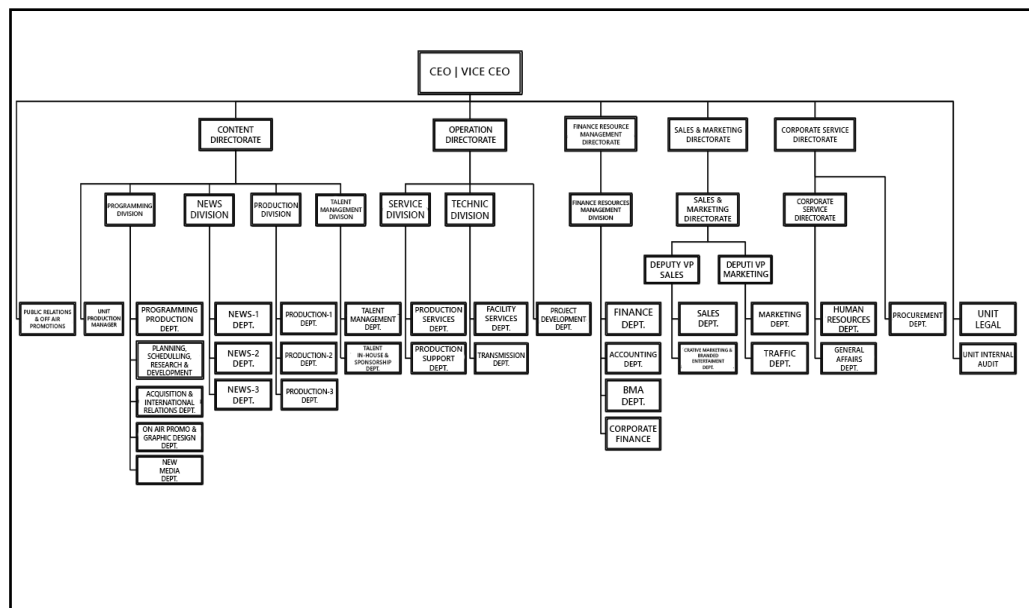 CEO | VICE CEO
CONTENT
DIRECTORATE
OPERATION
DIRECTORATE
FINANCE RESOURCE
MANAGEMENT
DIRECTORATE
SALES & MARKETING
DIRECTORATE
CORPORATE SERVICE
DIRECTORATE
PROGRAMMING
DIVISION
NEWS
DIVISION
PRODUCTION
DIVISION
TALENT
MANAGEMENT
DIVISON
SERVICE
DIVISION
TECHNIC
DIVISION
FINANCE RESOURCES
MANAGEMENT
DIVISION
SALES &
MARKETING
DIRECTORATE
CORPORATE
SERVICE
DIRECTORATE
DEPUTY VP
SALES
DEPUTI VP
MARKETING
PUBLIC RELATIONS
& OFF AIR
PROMOTIONS
UNIT
PRODUCTION
MANAGER
PROGRAMMING
PRODUCTION
DEPT.
NEWS-1
DEPT.
PRODUCTION-1
DEPT.
TALENT
MANAGEMENT
DEPT.
PRODUCTION
SERVICES
DEPT.
FACILITY
SERVICES
DEPT.
PROJECT
DEVELOPMENT
DEPT.
FINANCE
DEPT.
SALES
DEPT.
MARKETING
DEPT.
HUMAN
RESOURCES
DEPT.
PROCUREMENT
DEPT.
UNIT
LEGAL
PLANNING,
SCHEDULLING,
RESEARCH &
DEVELOPMENT
NEWS-2
DEPT.
PRODUCTION-2
DEPT.
TALENT
IN-HOUSE &
SPONSORSHIP
DEPT.
PRODUCTION
SUPPORT
DEPT.
TRANSMISSION
DEPT.
ACCOUNTING
DEPT.
CRATIVE MARKETING &
BRANDED
ENTERTAIMENT
DEPT.
TRAFFIC
DEPT.
GENERAL
AFFAIRS
DEPT.
UNIT INTERNAL
AUDIT
ACQUISITION &
INTERNATIONAL
RELATIONS DEPT.
NEWS-3
DEPT.
PRODUCTION-3
DEPT.
BMA
DEPT.
ON AIR PROMO &
GRAPHIC DESIGN
DEPT.
CORPORATE
FINANCE
NEW
MEDIA
DEPT.